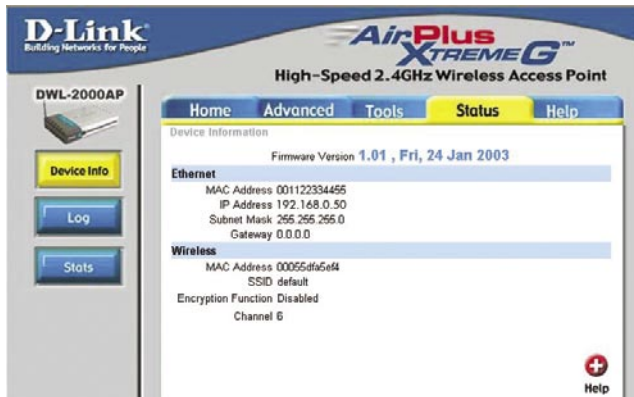 D-Link
Building Networks for People
AirPlus
XTREME G™
High-Speed 2.4GHz Wireless Access Point
DWL-2000AP
Home Advanced Tools Status Help
Device Info
Log
Stats
Device Information
Firmware Version 1.01 , Fri, 24 Jan 2003
Ethernet
MAC Address 001122334455
IP Address 192.168.0.50
Subnet Mask 255.255.255.0
Gateway 0.0.0.0
Wireless
MAC Address 00055dfa5ef4
SSID default
Encryption Function Disabled
Channel 6
Help